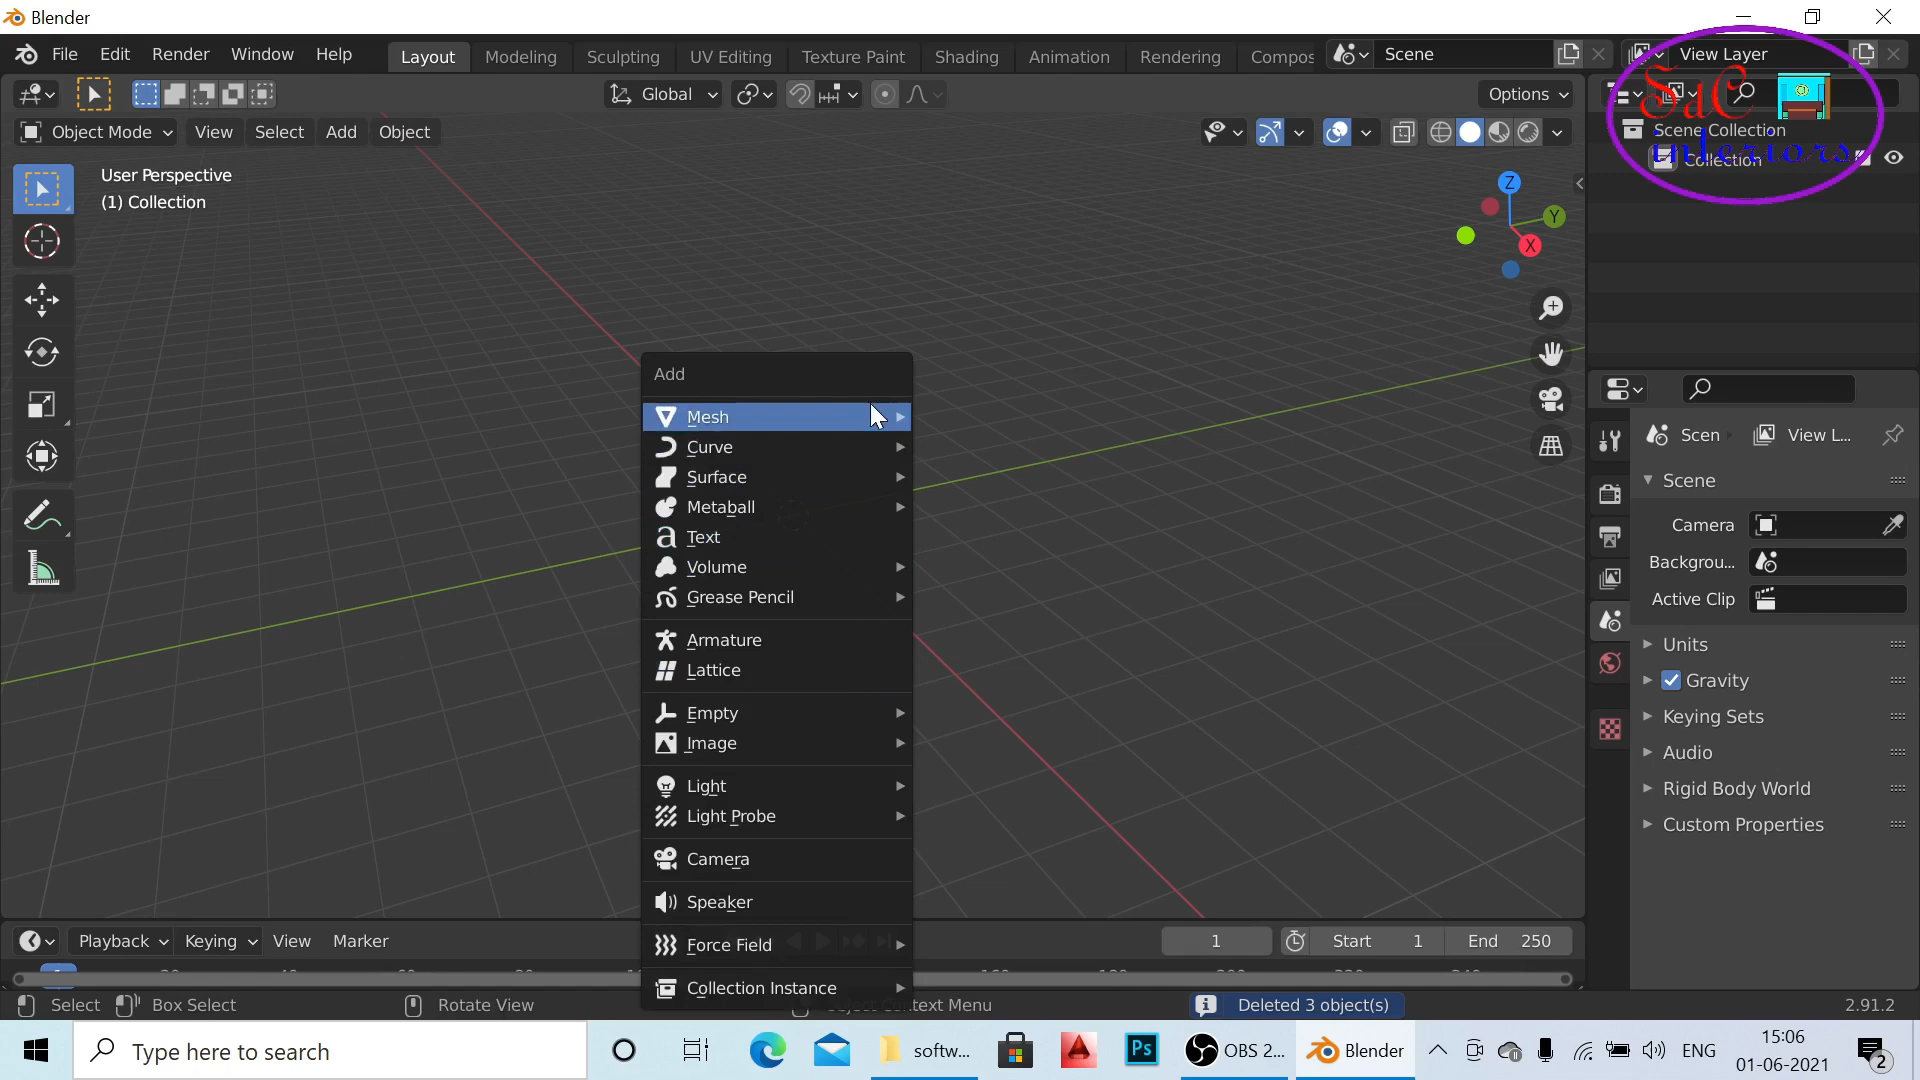 Blender
File Edit Render Window Help
Layout Modeling Sculpting UV Editing Texture Paint Shading Animation Rendering Compos
Scene
View Layer
Global
Options
SdC
interiors
Object Mode View Select Add Object
Scene Collection
Collection
User Perspective
(1) Collection
Z
Y
X
Add
Mesh
Curve
Surface
Metaball
Text
Volume
Grease Pencil
Armature
Lattice
Empty
Image
Light
Light Probe
Camera
Speaker
Force Field
Collection Instance
Scen
View L...
Scene
Camera
Backgrou...
Active Clip
Units
Gravity
Keying Sets
Audio
Rigid Body World
Custom Properties
Playback Keying View Marker
1 Start 1 End 250
Select Box Select Rotate View
Object Context Menu
Deleted 3 object(s)
2.91.2
Type here to search
softw...
Ps
OBS 2...
Blender
ENG
15:06
01-06-2021
2